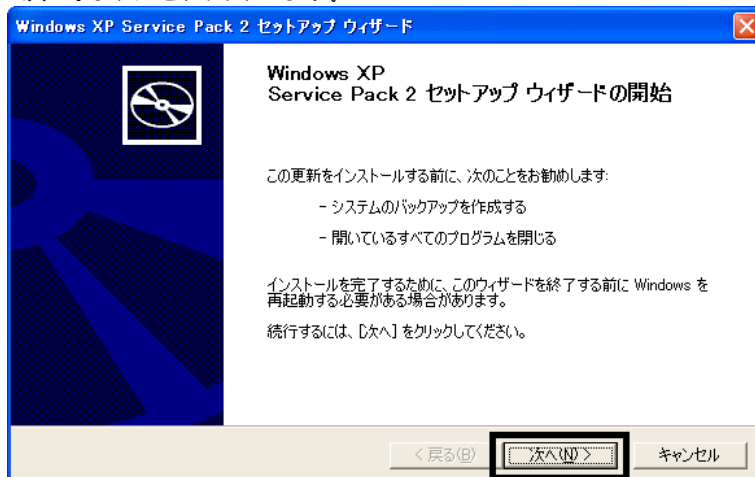 Windows XP Service Pack 2 セットアップ ウィザード
Windows XP
Service Pack 2 セットアップ ウィザードの開始
この更新をインストールする前に、次のことをお勧めします:
- システムのバックアップを作成する
- 開いているすべてのプログラムを閉じる
インストールを完了するために、このウィザードを終了する前に Windows を
再起動する必要がある場合があります。
続行するには、[次へ] をクリックしてください。
< 戻る(B)
次へ(N) >
キャンセル